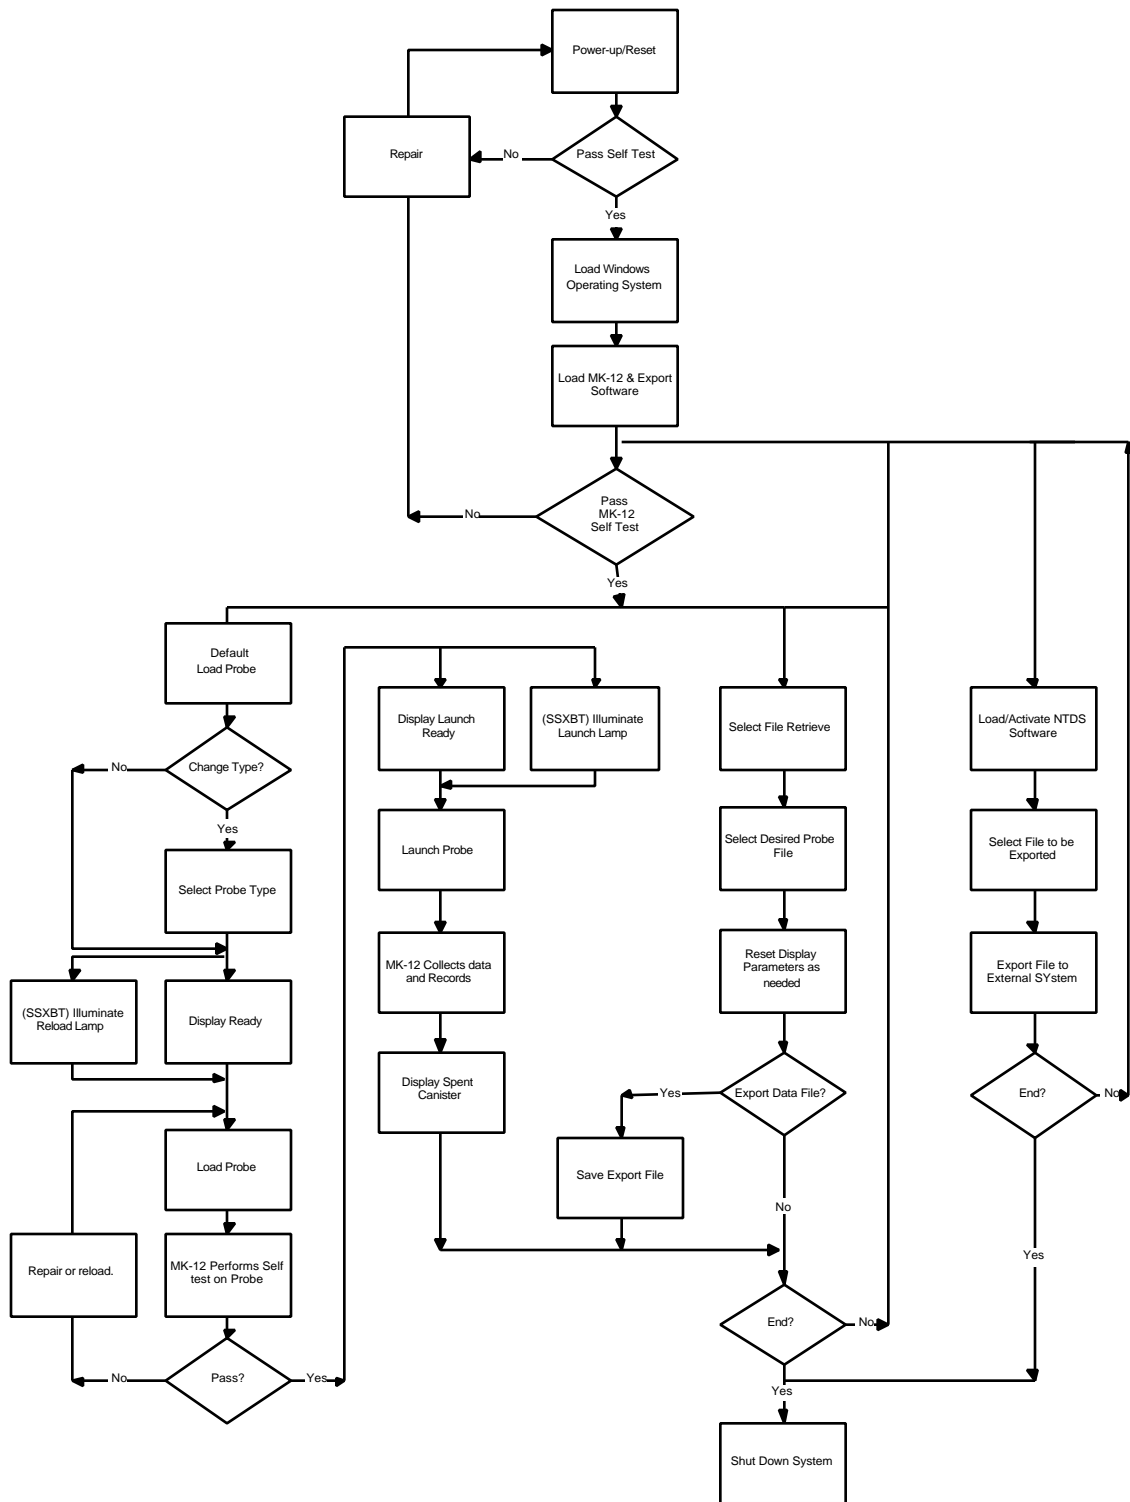 Power-up/Reset
Repair
No
Pass Self Test
Yes
Load Windows
Operating System
Load MK-12 & Export
Software
Pass
MK-12
Self Test
No
Yes
Default
Load Probe
Change Type?
No
Yes
Select Probe Type
(SSXBT) Illuminate
Reload Lamp
Display Ready
Load Probe
Repair or reload.
MK-12 Performs Self
test on Probe
No
Pass?
Yes
Display Launch
Ready
(SSXBT) Illuminate
Launch Lamp
Launch Probe
MK-12 Collects data
and Records
Display Spent
Canister
Select File Retrieve
Select Desired Probe
File
Reset Display
Parameters as
needed
Yes
Export Data File?
Save Export File
No
End?
No
Yes
Shut Down System
Load/Activate NTDS
Software
Select File to be
Exported
Export File to
External SYstem
End?
No
Yes